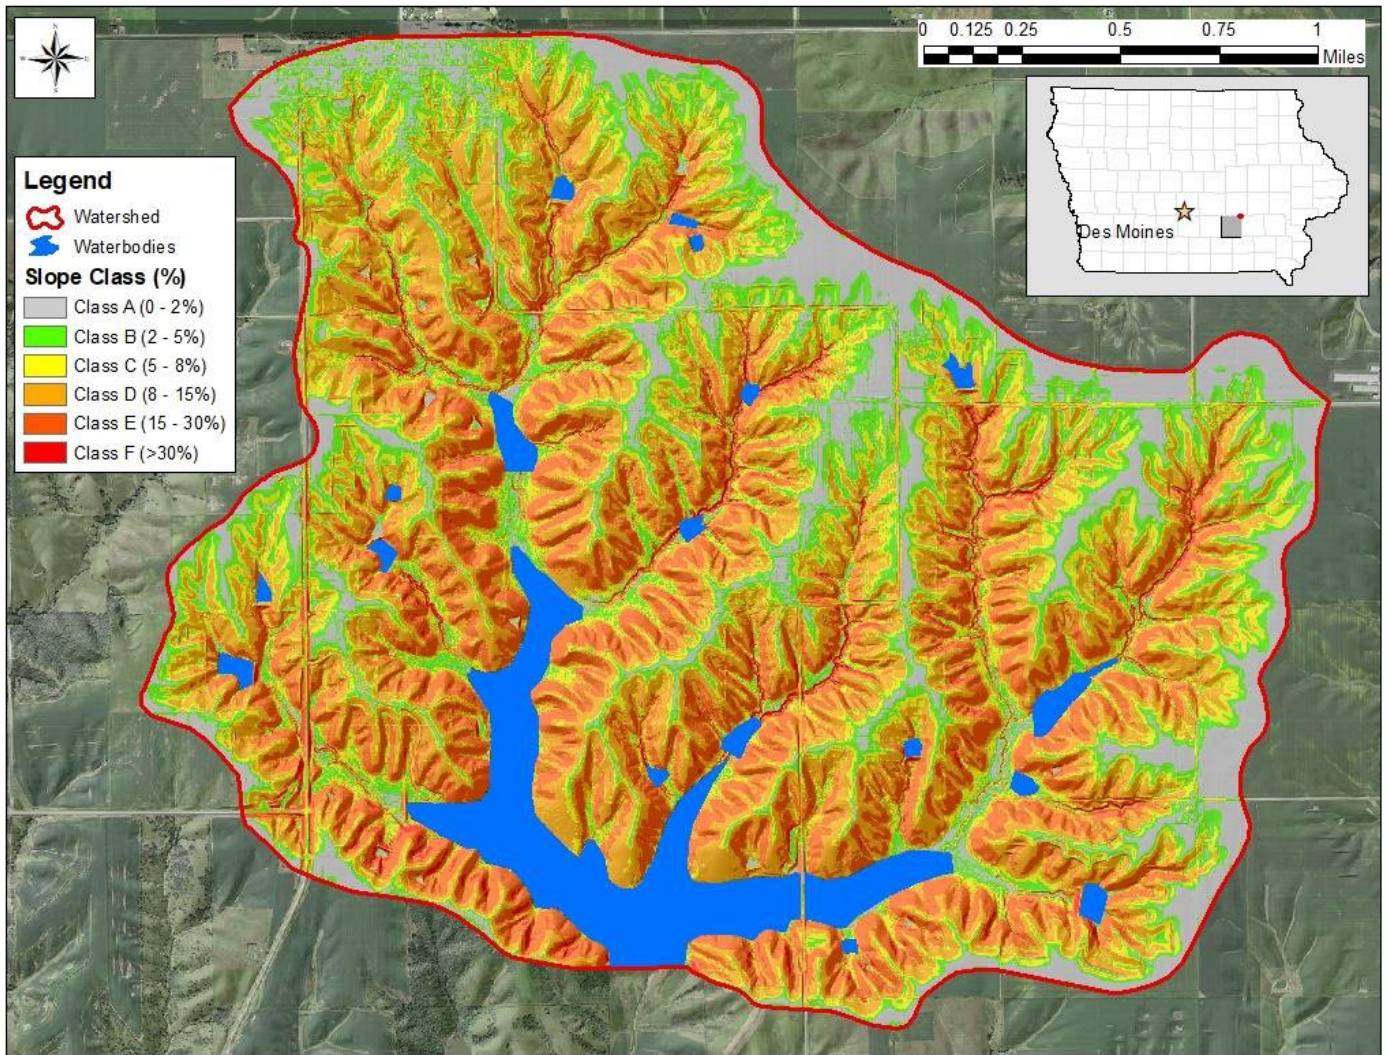 0 0.125 0.25 0.5 0.75 1
Miles
N
W E
S
Des Moines
Legend
Watershed
Waterbodies
Slope Class (%)
Class A (0 - 2%)
Class B (2 - 5%)
Class C (5 - 8%)
Class D (8 - 15%)
Class E (15 - 30%)
Class F (>30%)